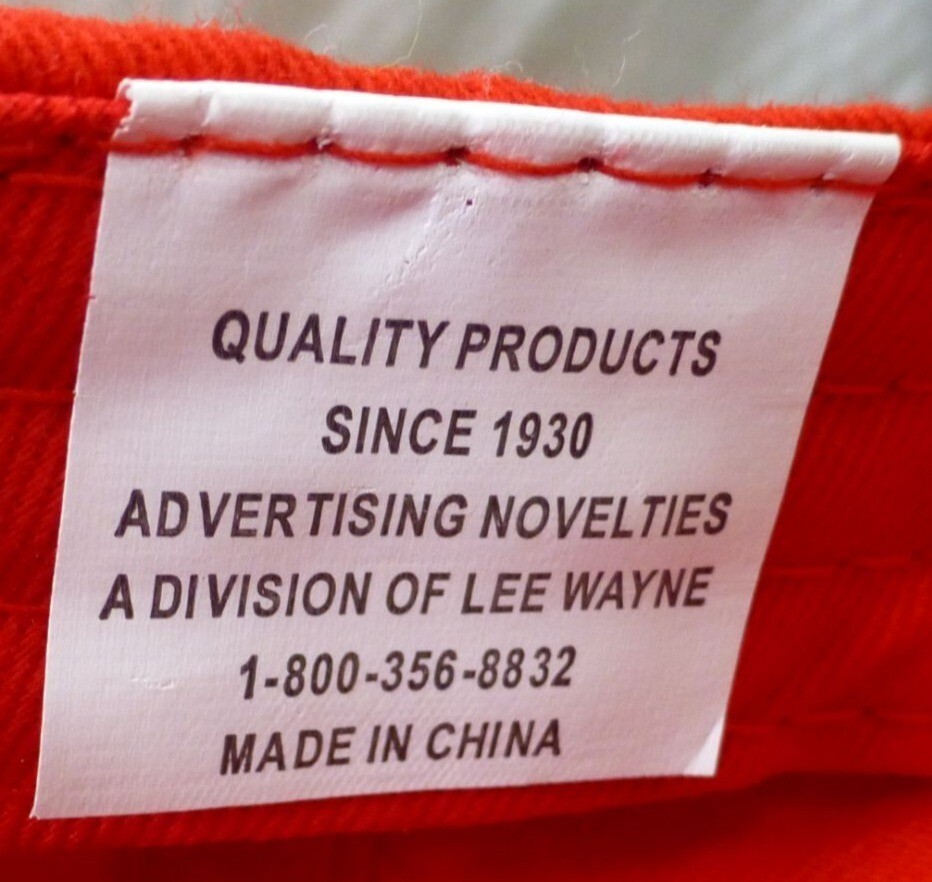 QUALITY PRODUCTS
SINCE 1930
ADVERTISING NOVELTIES
A DIVISION OF LEE WAYNE
1-800-356-8832
MADE IN CHINA